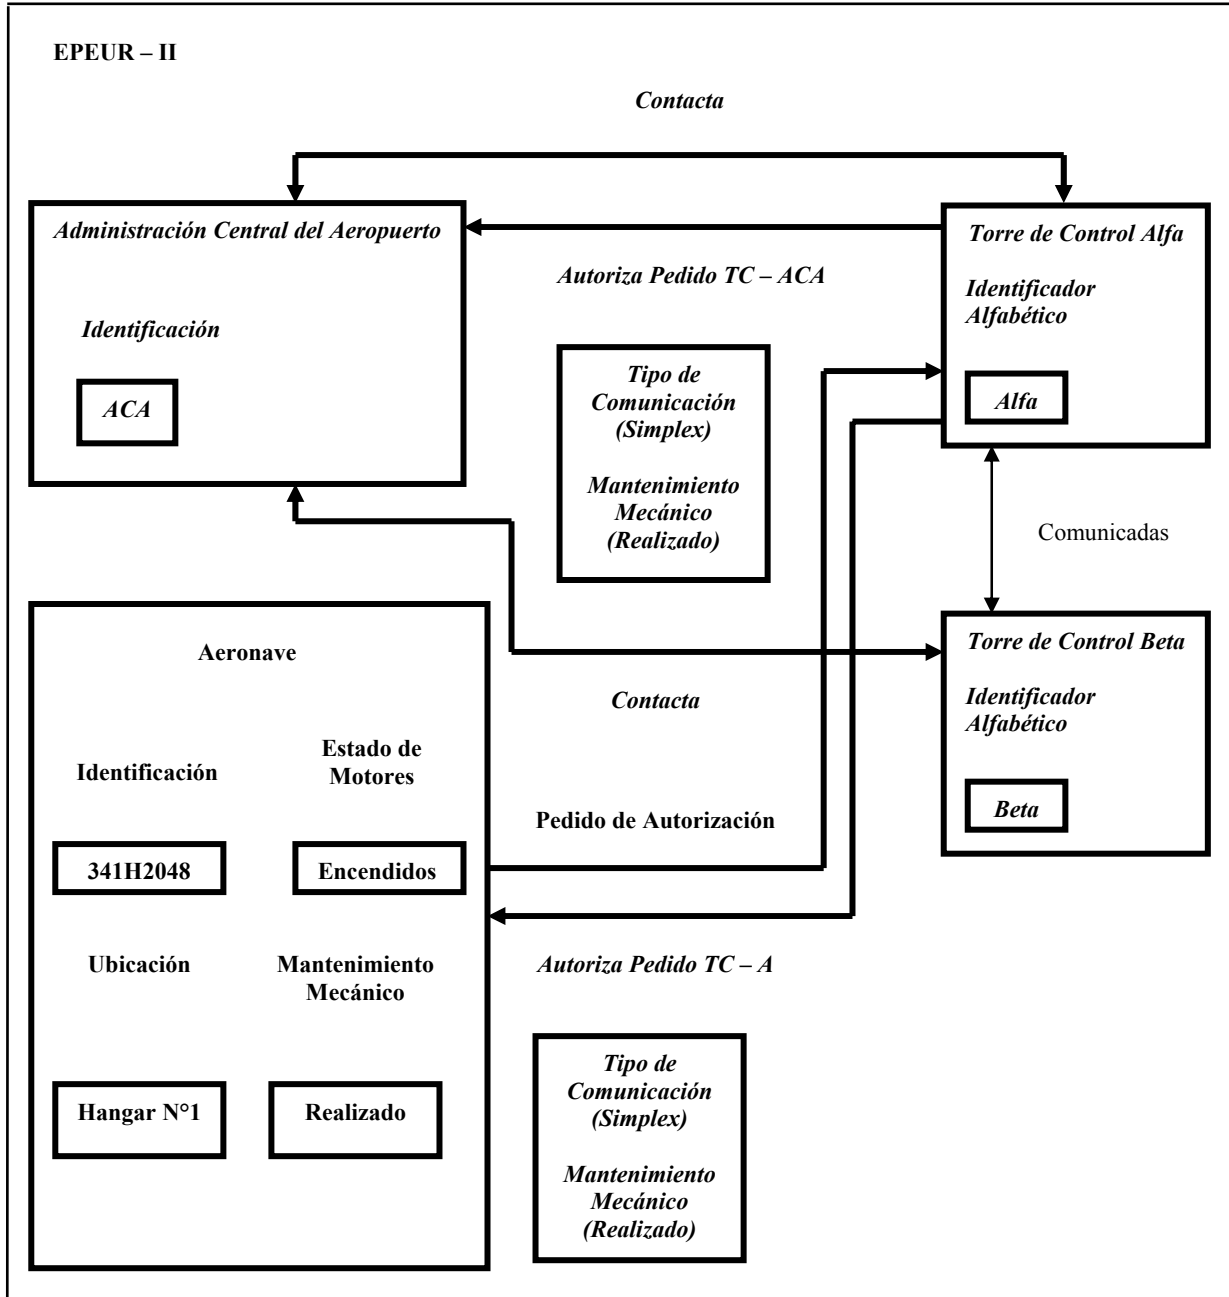 EPEUR – II
Contacta
Administración Central del Aeropuerto
Identificación
ACA
Autoriza Pedido TC – ACA
Tipo de
Comunicación
(Simplex)
Mantenimiento
Mecánico
(Realizado)
Torre de Control Alfa
Identificador
Alfabético
Alfa
Comunicadas
Torre de Control Beta
Identificador
Alfabético
Beta
Contacta
Aeronave
Identificación
Estado de
Motores
341H2048
Encendidos
Ubicación
Mantenimiento
Mecánico
Hangar N°1
Realizado
Pedido de Autorización
Autoriza Pedido TC – A
Tipo de
Comunicación
(Simplex)
Mantenimiento
Mecánico
(Realizado)